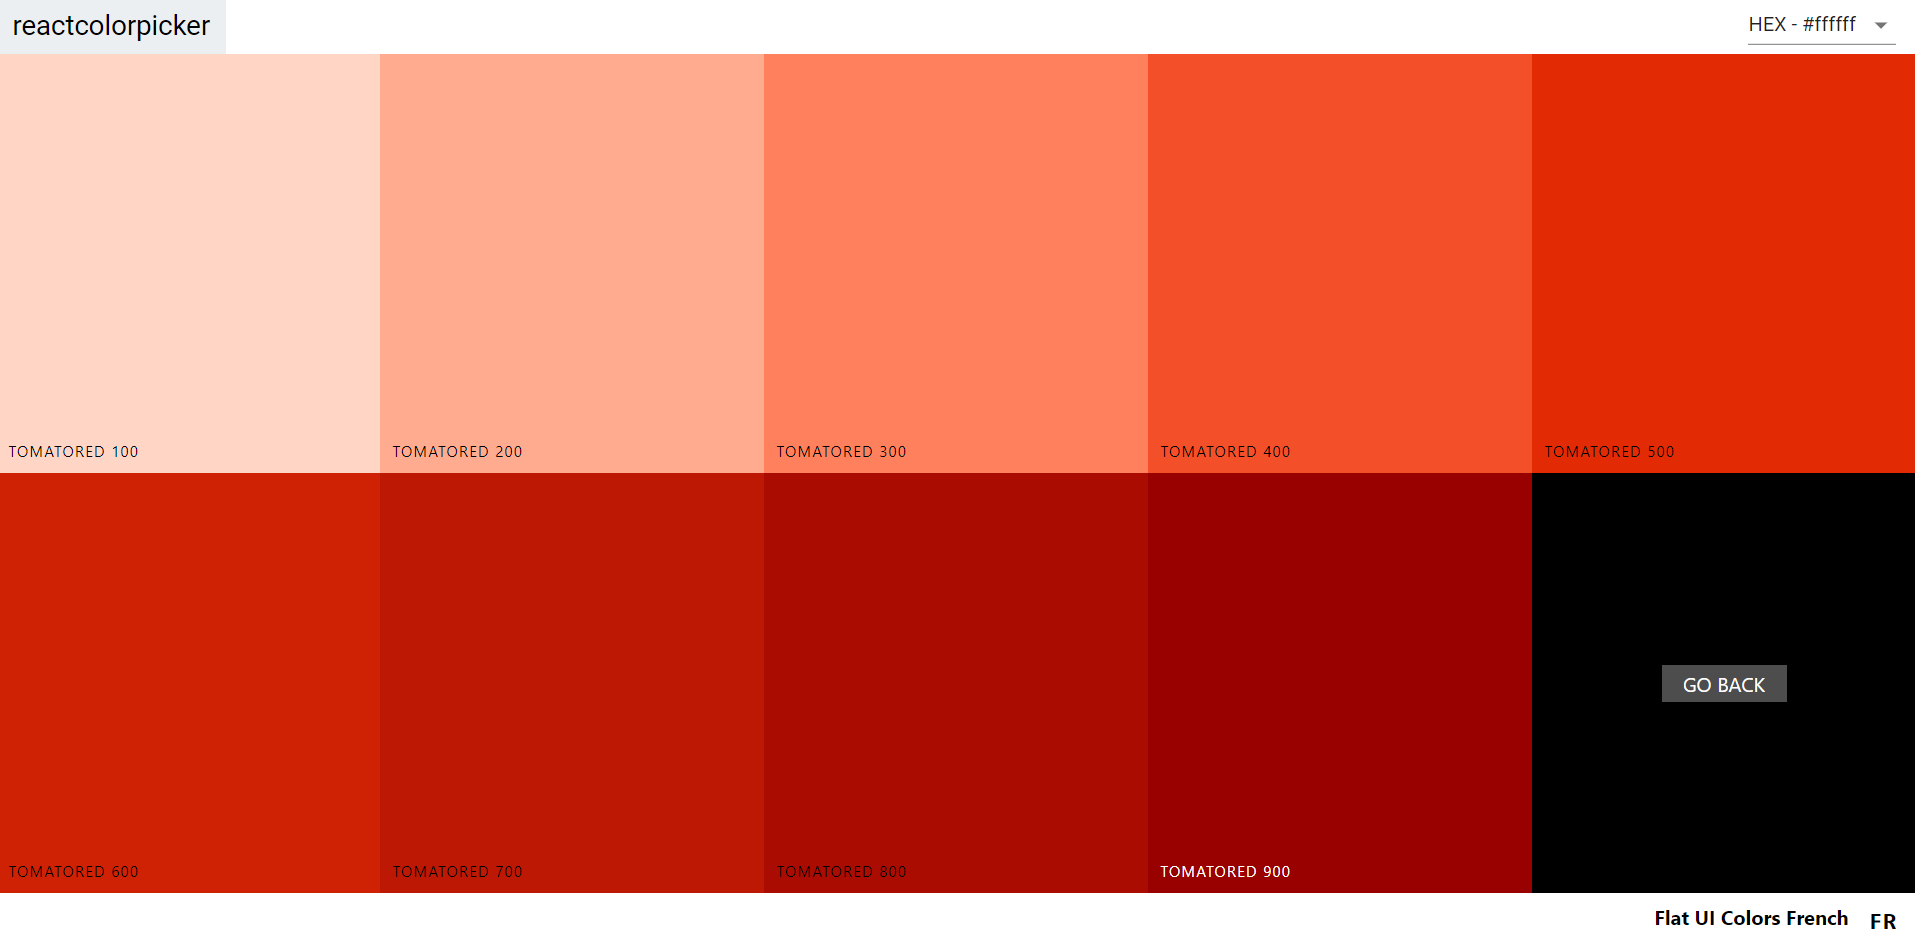 reactcolorpicker
HEX - #ffffff
TOMATORED 100
TOMATORED 200
TOMATORED 300
TOMATORED 400
TOMATORED 500
TOMATORED 600
TOMATORED 700
TOMATORED 800
TOMATORED 900
GO BACK
Flat UI Colors French FR